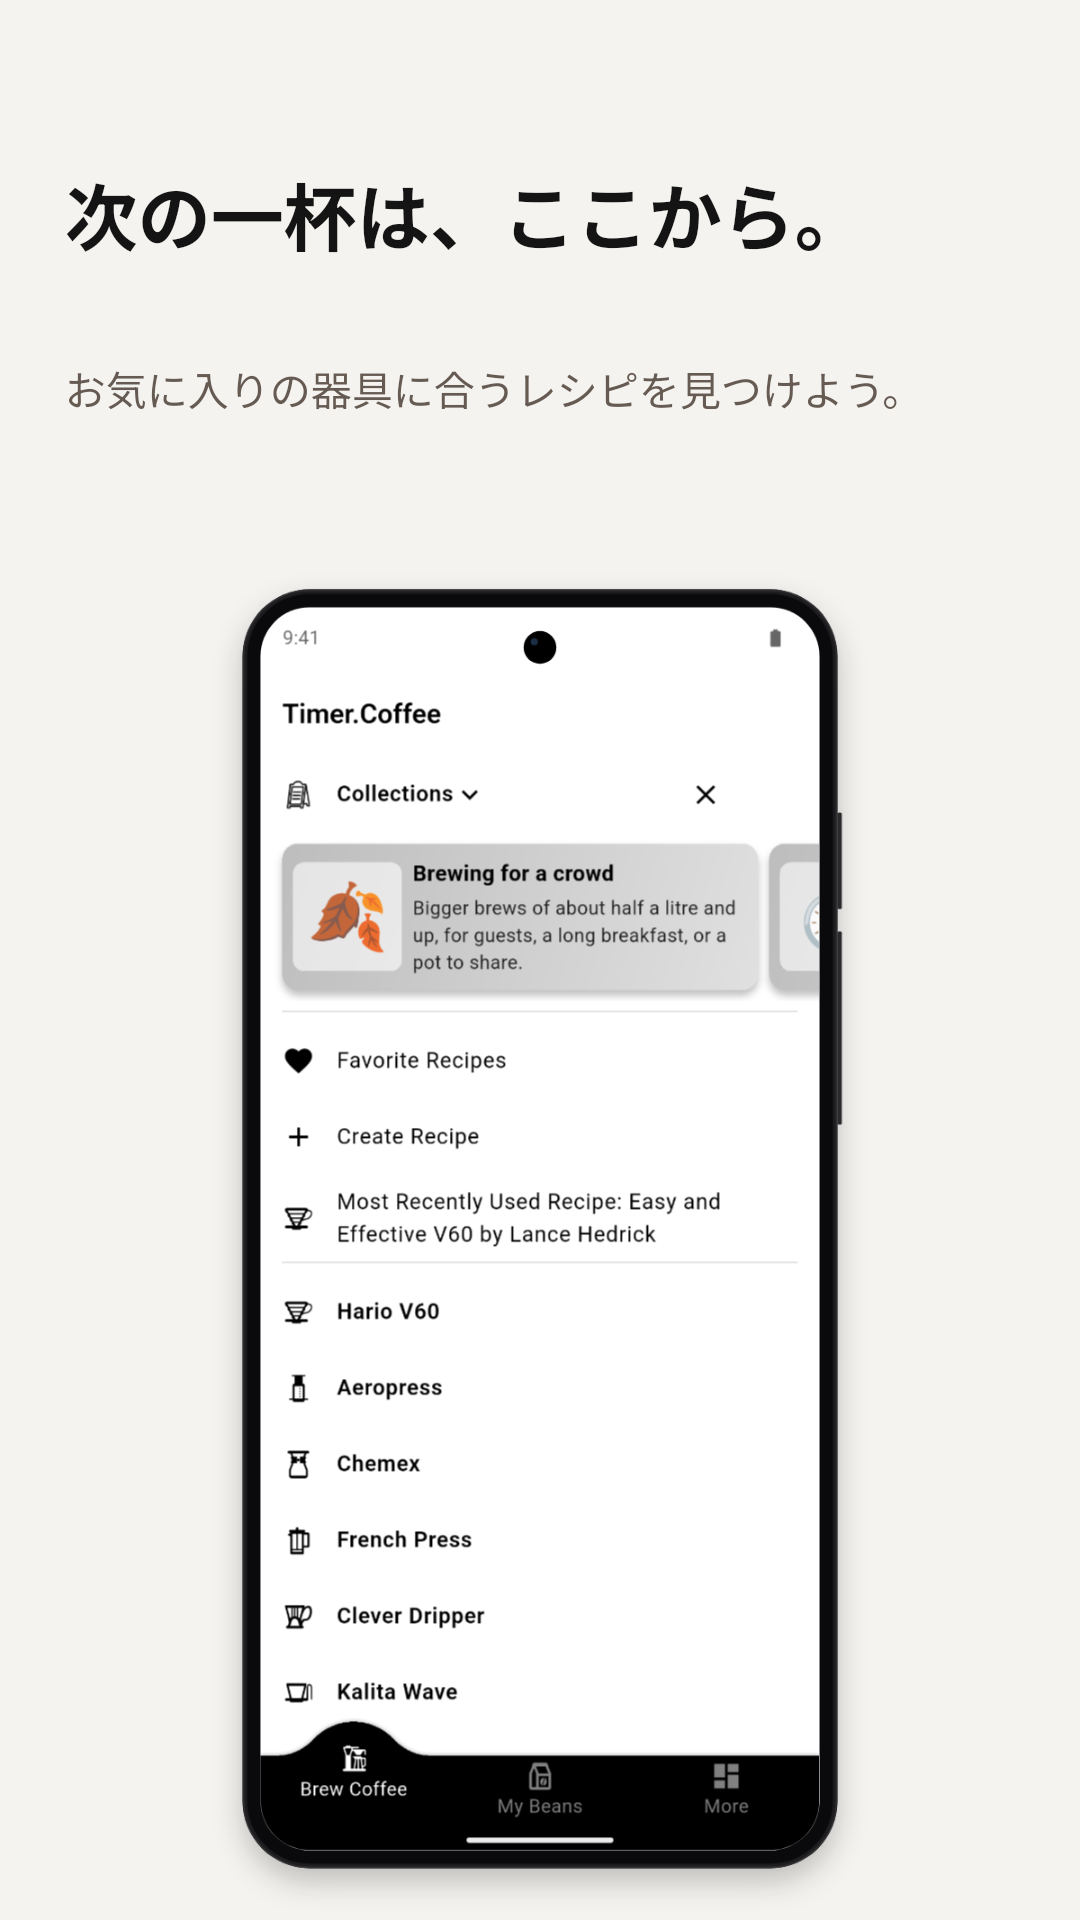 次の一杯は、ここから。
お気に入りの器具に合うレシピを見つけよう。
9:41
Timer.Coffee
Collections
Brewing for a crowd
Bigger brews of about half a litre and
up, for guests, a long breakfast, or a
pot to share.
Favorite Recipes
Create Recipe
Most Recently Used Recipe: Easy and
Effective V60 by Lance Hedrick
Hario V60
Aeropress
Chemex
French Press
Clever Dripper
Kalita Wave
Brew Coffee
My Beans
More